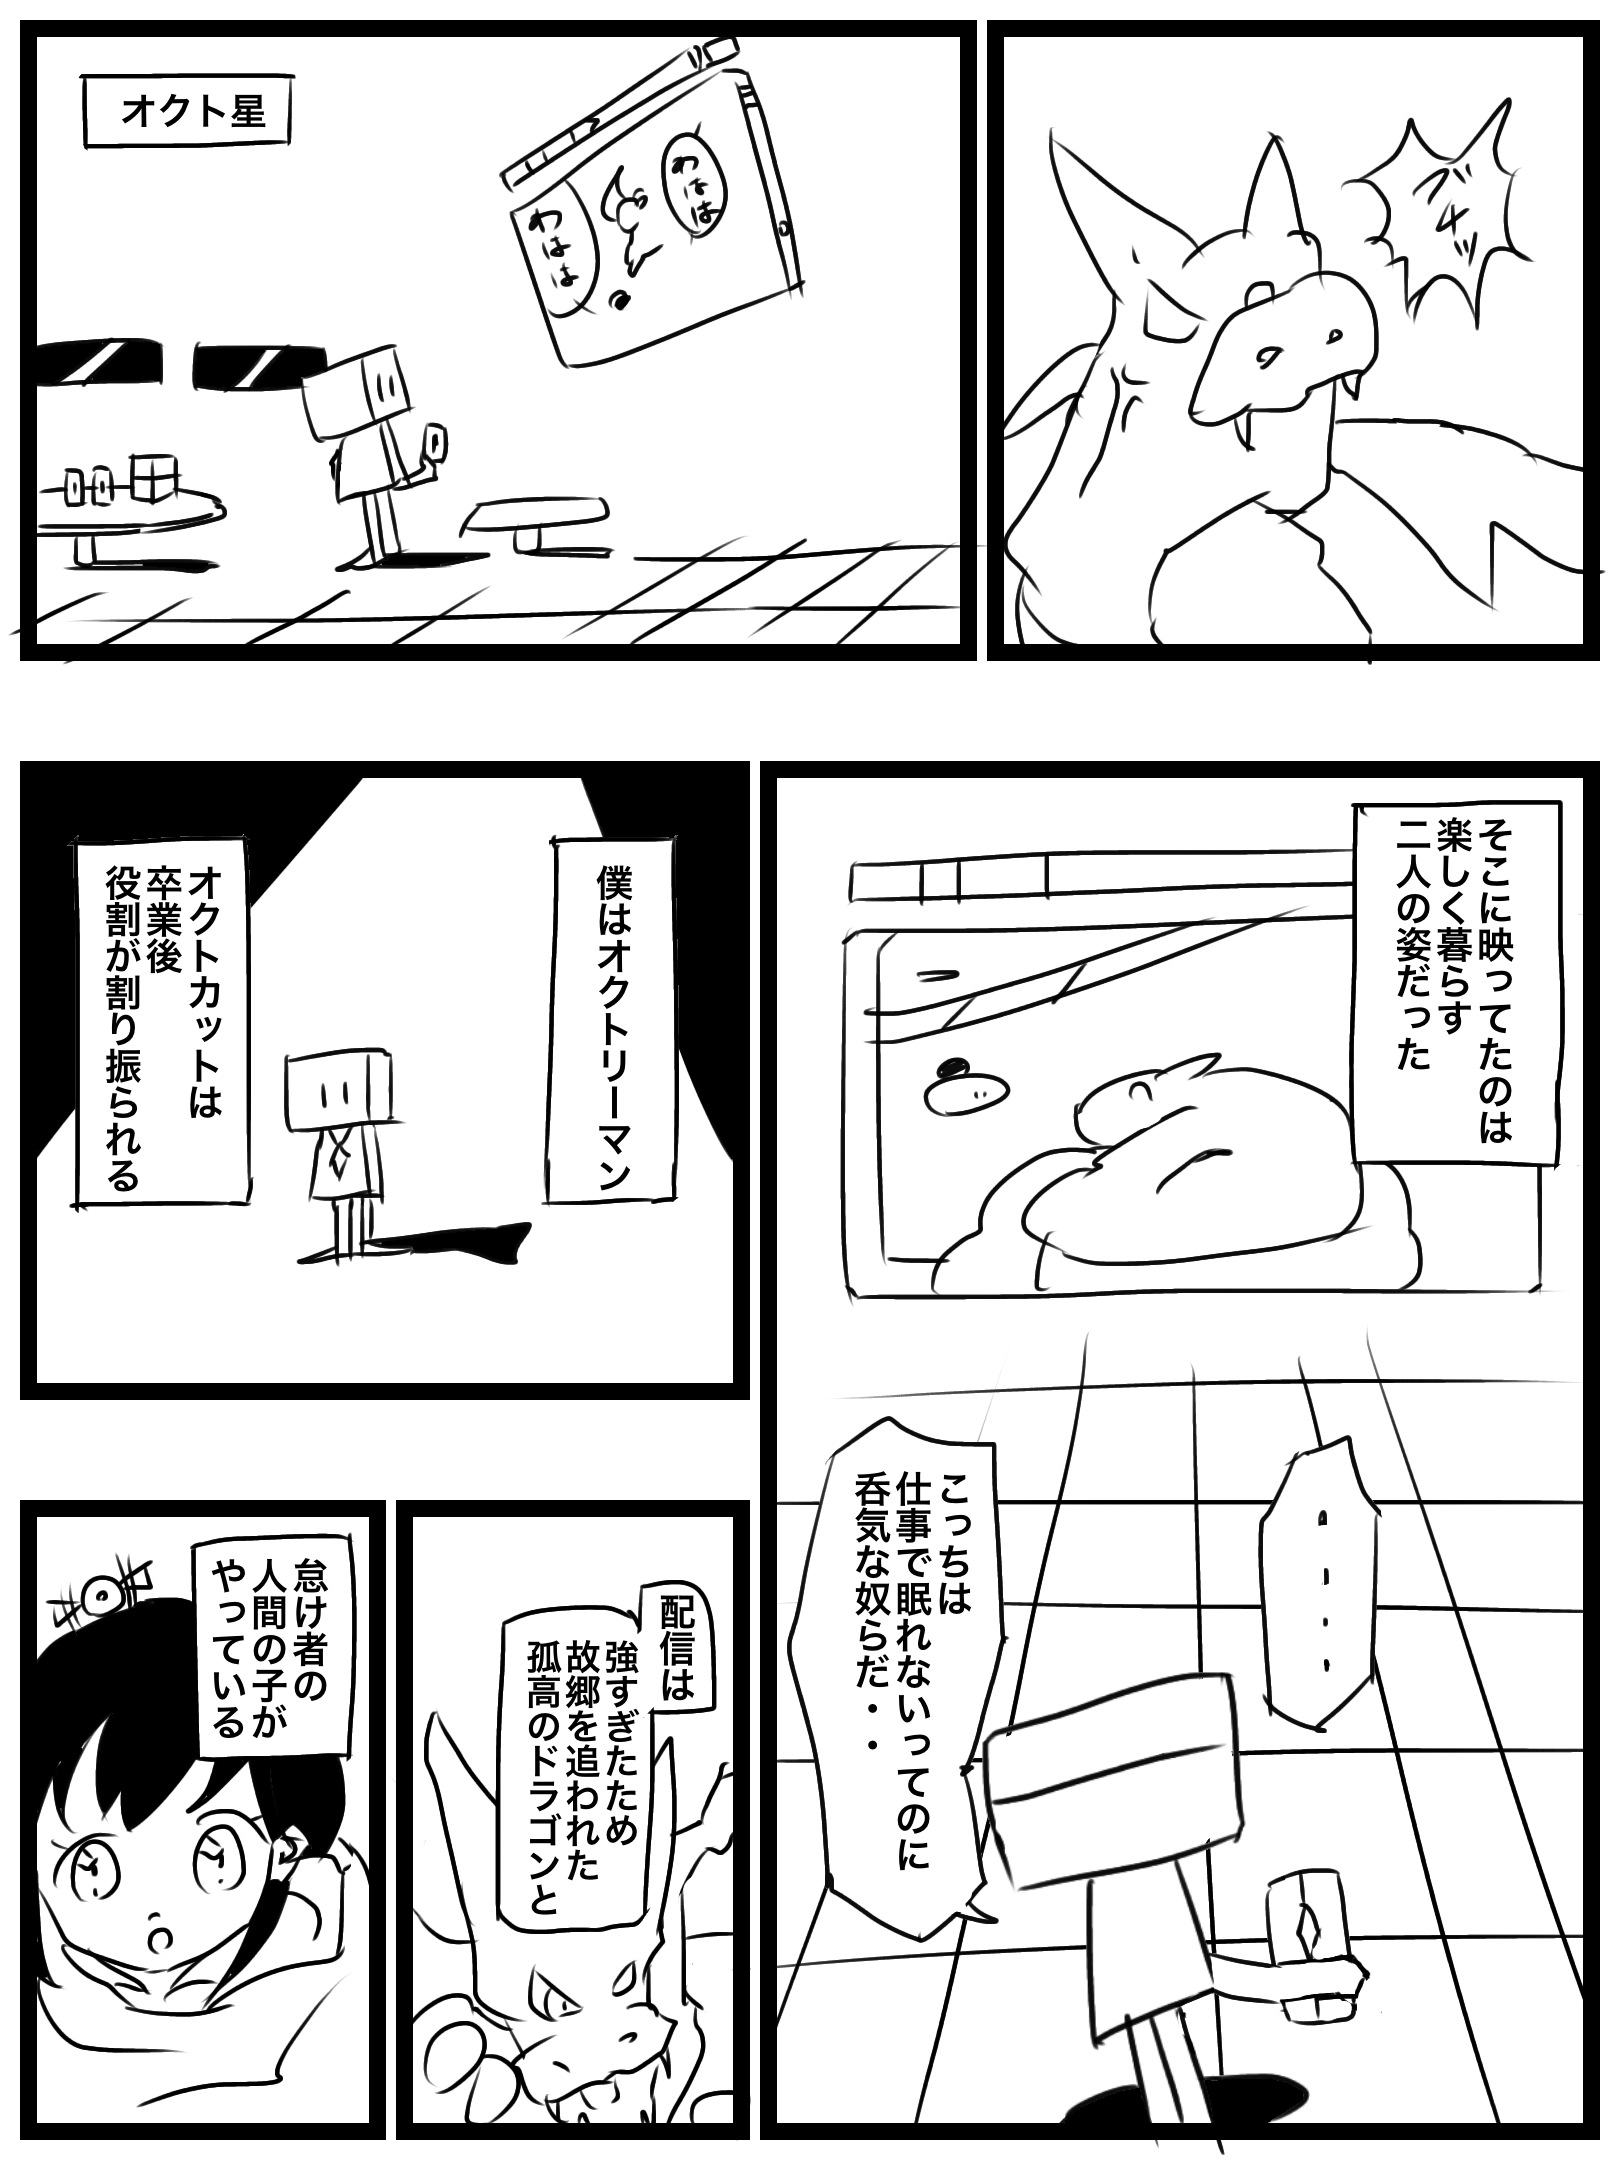 オクト星
わはは
わはは
そこに映ってたのは
楽しく暮らす
二人の姿だった
・・・・
こっちは
仕事で眠れないってのに
呑気な奴らだ・・
僕はオクトリーマン
オクトカットは
卒業後
役割が割り振られる
配信は
強すぎたため
故郷を追われた
孤高のドラゴンと
怠け者の
人間の子が
やっている